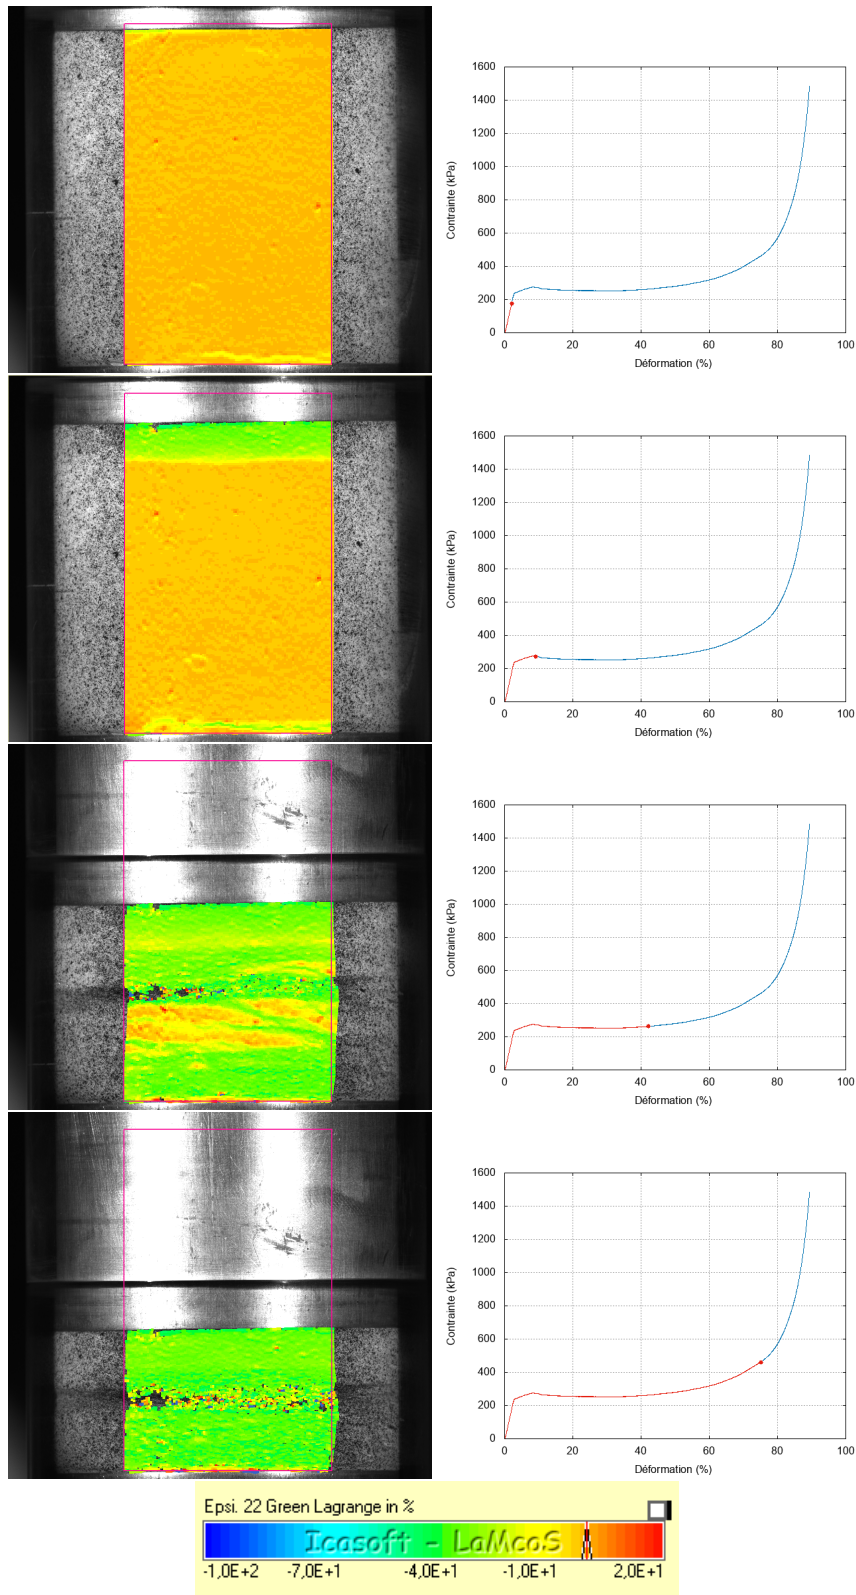 1600
1400
1200
1000
800
600
400
200
0
0 20 40 60 80 100
Contrainte (kPa)
Déformation (%)
1600
1400
1200
1000
800
600
400
200
0
0 20 40 60 80 100
Contrainte (kPa)
Déformation (%)
1600
1400
1200
1000
800
600
400
200
0
0 20 40 60 80 100
Contrainte (kPa)
Déformation (%)
1600
1400
1200
1000
800
600
400
200
0
0 20 40 60 80 100
Contrainte (kPa)
Déformation (%)
Epsi. 22 Green Lagrange in %
Icasoft - LaMcoS
-1,0E+2 -7,0E+1 -4,0E+1 -1,0E+1 2,0E+1